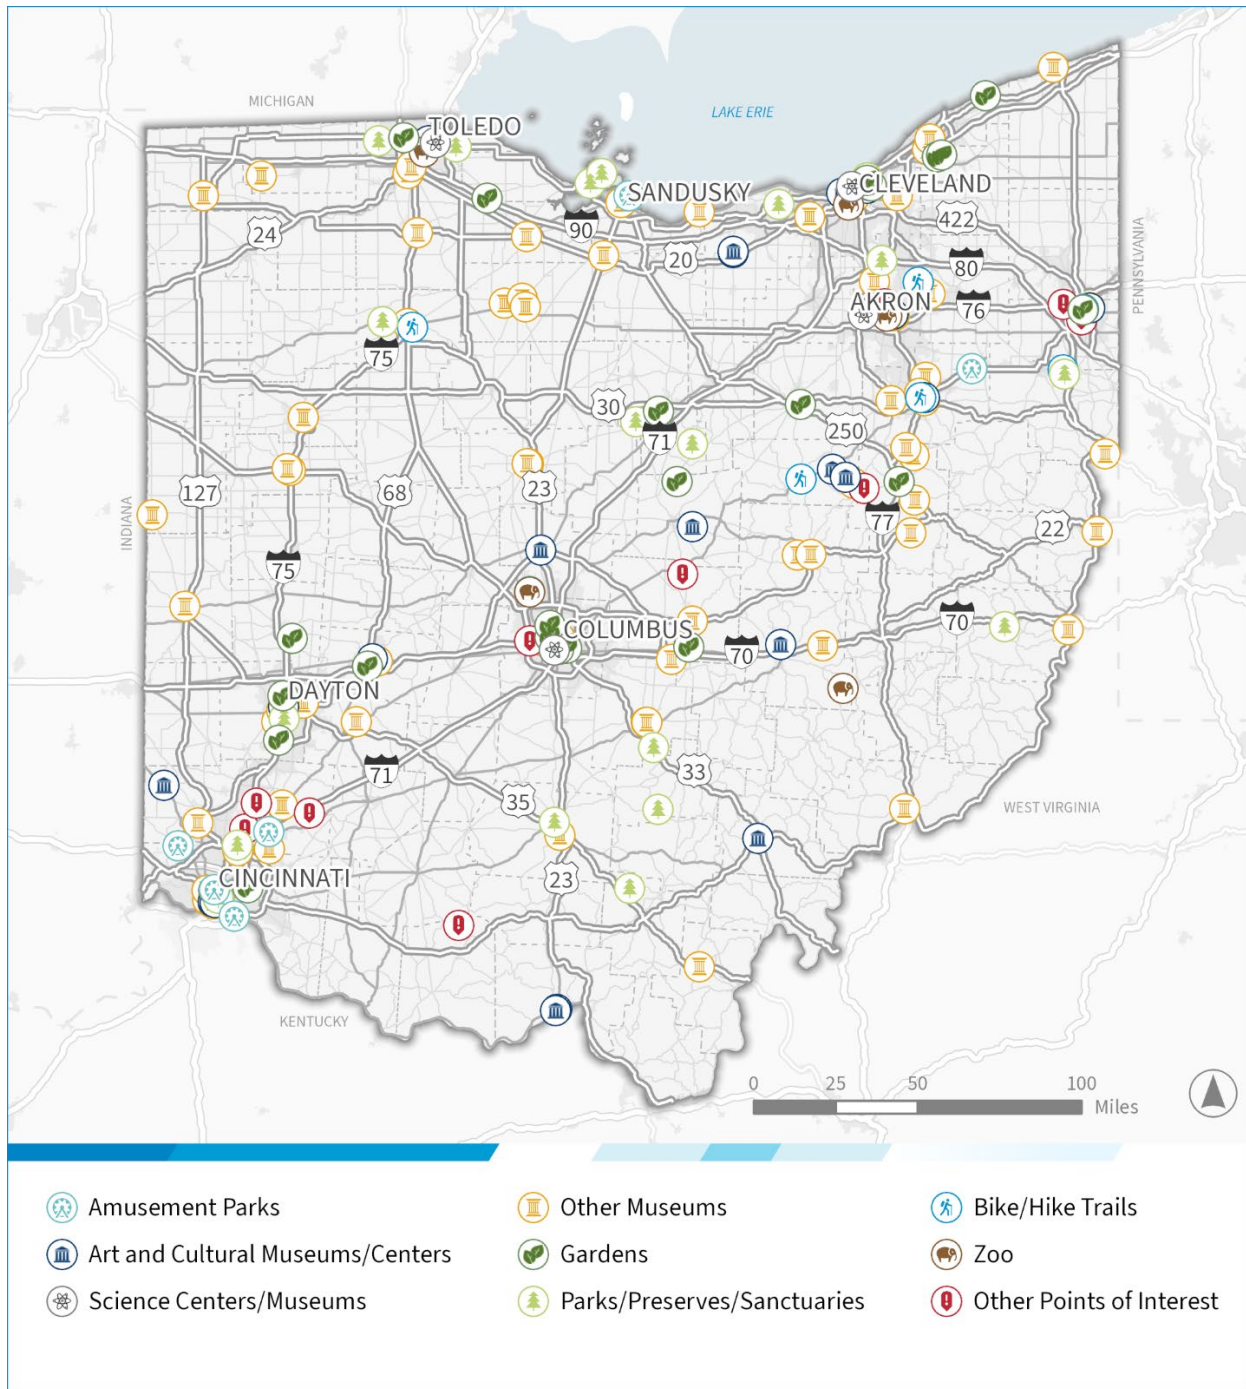 MICHIGAN
LAKE ERIE
TOLEDO
SANDUSKY
CLEVELAND
90
422
24
20
80
PENNSYLVANIA
AKRON
76
75
30
71
250
127
68
23
INDIANA
77
22
75
70
COLUMBUS
70
DAYTON
71
33
35
WEST VIRGINIA
CINCINNATI
23
KENTUCKY
0 25 50 100
Miles
Amusement Parks
Art and Cultural Museums/Centers
Science Centers/Museums
Other Museums
Gardens
Parks/Preserves/Sanctuaries
Bike/Hike Trails
Zoo
Other Points of Interest